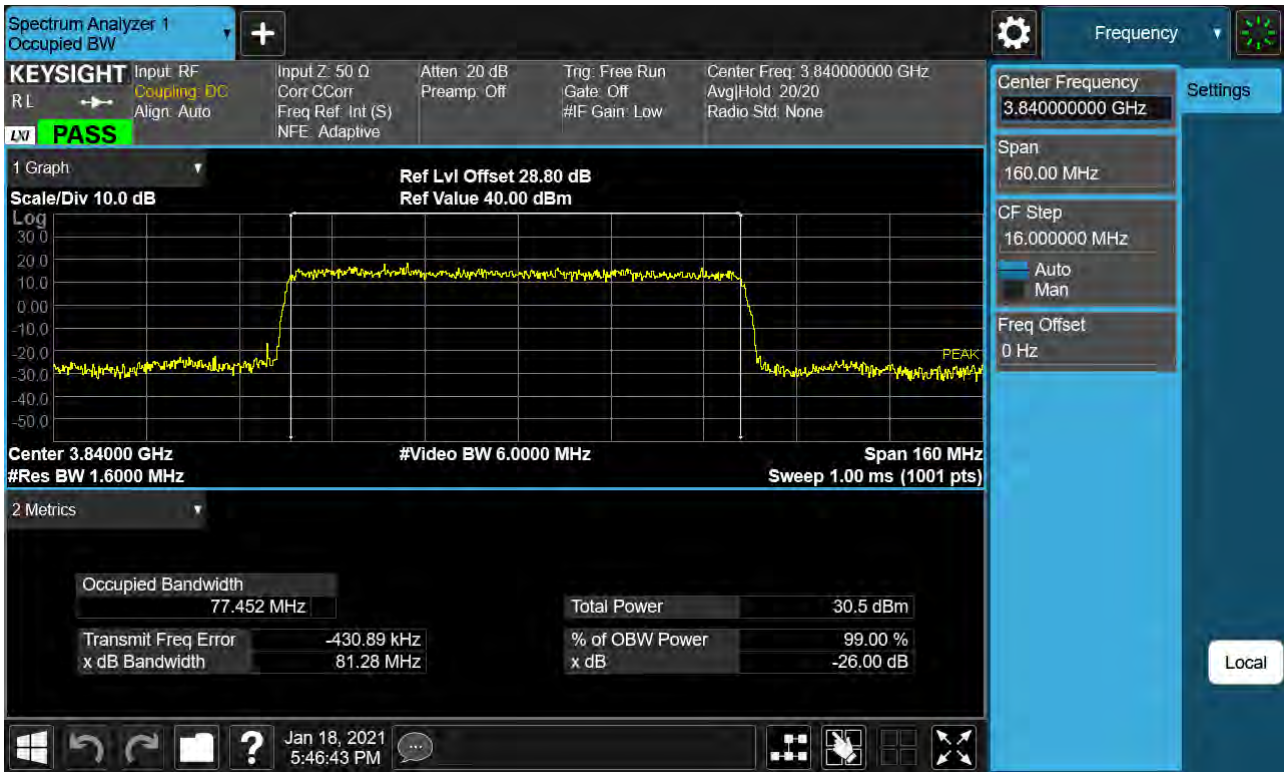 Spectrum Analyzer 1
Occupied BW
+
Frequency
KEYSIGHT
RL
LXI PASS
Input: RF
Coupling: DC
Align: Auto
Input Z: 50 Ω
Corr CCorr
Freq Ref: Int (S)
NFE: Adaptive
Atten: 20 dB
Preamp: Off
Trig: Free Run
Gate: Off
#IF Gain: Low
Center Freq: 3.840000000 GHz
Avg|Hold: 20/20
Radio Std: None
Center Frequency
3.840000000 GHz
Settings
Span
160.00 MHz
CF Step
16.000000 MHz
Auto
Man
Freq Offset
0 Hz
1 Graph
Scale/Div 10.0 dB
Ref Lvl Offset 28.80 dB
Ref Value 40.00 dBm
Log
30.0
20.0
10.0
0.00
-10.0
-20.0
-30.0
-40.0
-50.0
PEAK
Center 3.84000 GHz
#Res BW 1.6000 MHz
#Video BW 6.0000 MHz
Span 160 MHz
Sweep 1.00 ms (1001 pts)
2 Metrics
Occupied Bandwidth
77.452 MHz
Total Power 30.5 dBm
Transmit Freq Error -430.89 kHz
% of OBW Power 99.00 %
x dB Bandwidth 81.28 MHz
x dB -26.00 dB
Local
?
Jan 18, 2021
5:46:43 PM